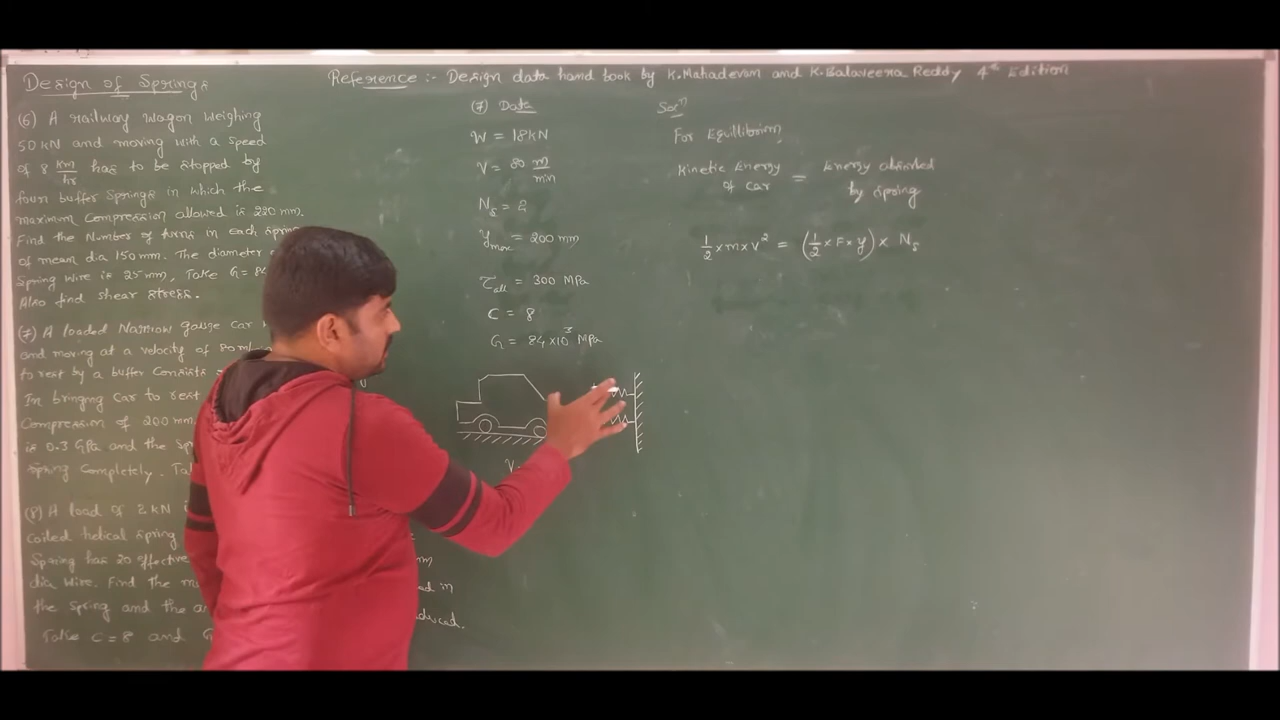 Design of Springs
Reference :- Design data hand book by K.Mahadevan and K.Balaveera Reddy 4th Edition
(6) A railway wagon weighing
50 kN and moving with a speed
of 8 km/hr has to be stopped by
four buffer springs in which the
maximum compression allowed is 220 mm.
Find the Number of turns in each
of mean dia 150mm. The diameter
spring wire is 25mm, Take G=
Also find shear stress.
(7) A loaded Narrow gauge car
and moving at a velocity of 80 m/
to rest by a buffer consists
In bringing car to rest
compression of 200 mm.
is 0.3 GPa and the
spring completely.
(8) A load of 2 kN
coiled helical spring
Spring has 20 effective
dia wire. Find the
the spring and the
Take C=8 and G
(7) Data
W = 18kN
V = 80 m/min
Ns = 2
ymax = 200 mm
τall = 300 MPa
C = 8
G = 84×10³ MPa
Solⁿ
For Equilibrium,
Kinetic Energy of car = Energy absorbed by spring
1/2 × m × v² = (1/2 × F × y) × Ns